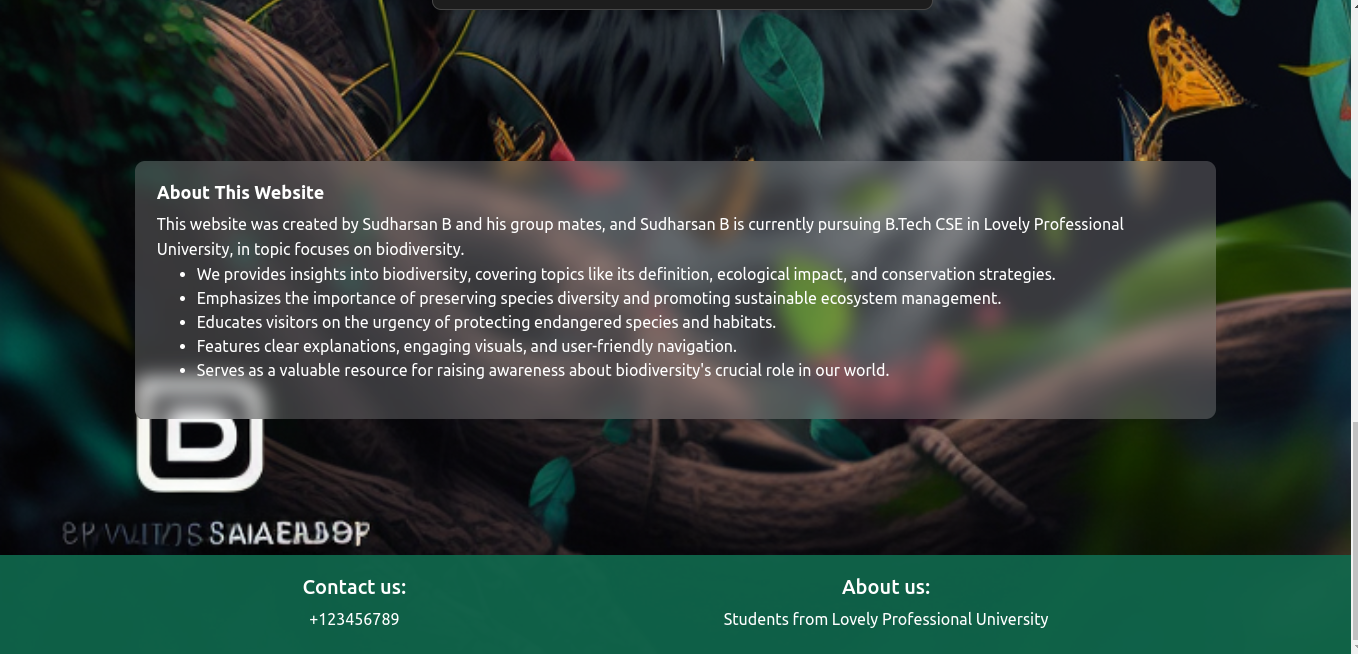 About This Website
This website was created by Sudharsan B and his group mates, and Sudharsan B is currently pursuing B.Tech CSE in Lovely Professional
University, in topic focuses on biodiversity.
• We provides insights into biodiversity, covering topics like its definition, ecological impact, and conservation strategies.
• Emphasizes the importance of preserving species diversity and promoting sustainable ecosystem management.
• Educates visitors on the urgency of protecting endangered species and habitats.
• Features clear explanations, engaging visuals, and user-friendly navigation.
• Serves as a valuable resource for raising awareness about biodiversity's crucial role in our world.
B
Contact us:
+123456789
About us:
Students from Lovely Professional University